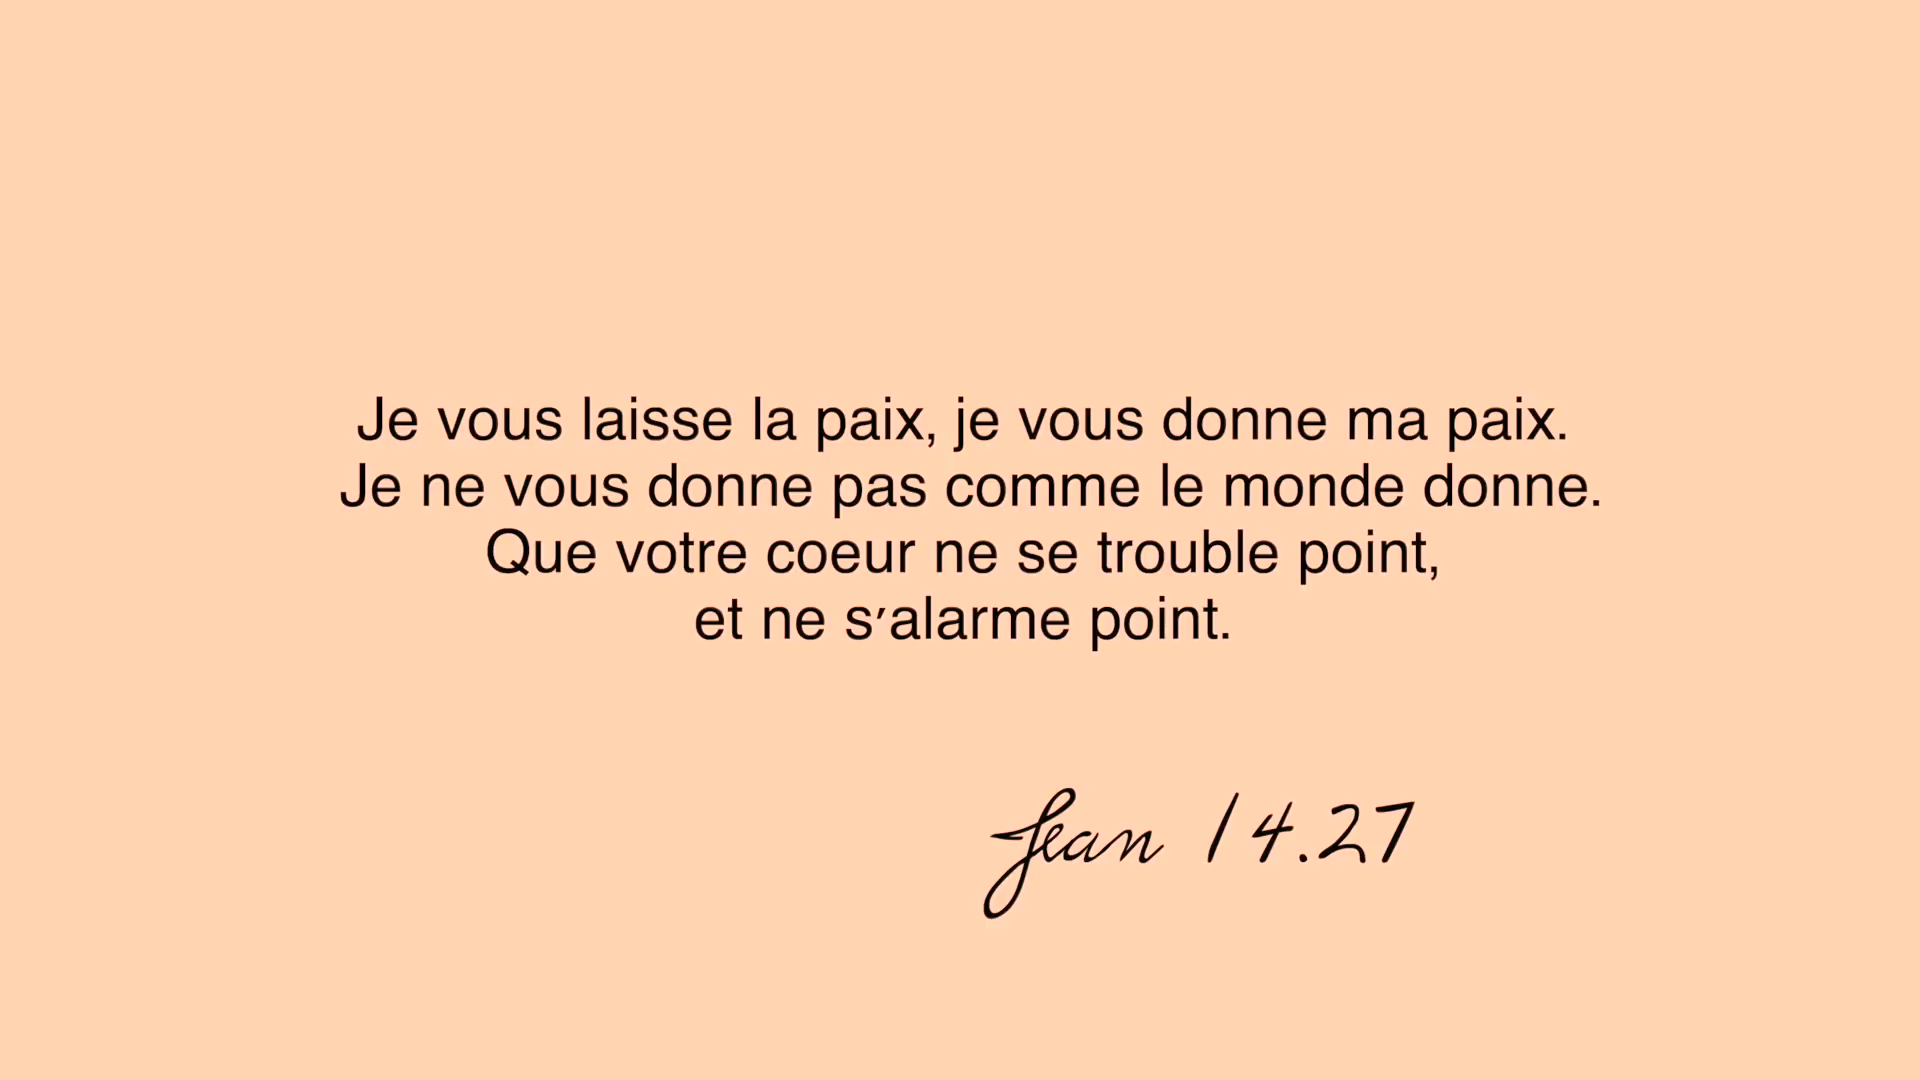 Je vous laisse la paix, je vous donne ma paix.
Je ne vous donne pas comme le monde donne.
Que votre coeur ne se trouble point,
et ne s'alarme point.
Jean 14.27